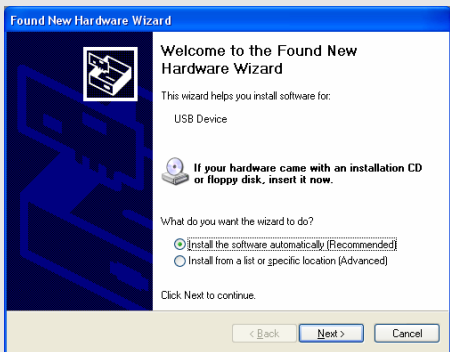 Found New Hardware Wizard
Welcome to the Found New
Hardware Wizard
This wizard helps you install software for:
USB Device
If your hardware came with an installation CD
or floppy disk, insert it now.
What do you want the wizard to do?
Install the software automatically (Recommended)
Install from a list or specific location (Advanced)
Click Next to continue.
< Back
Next >
Cancel